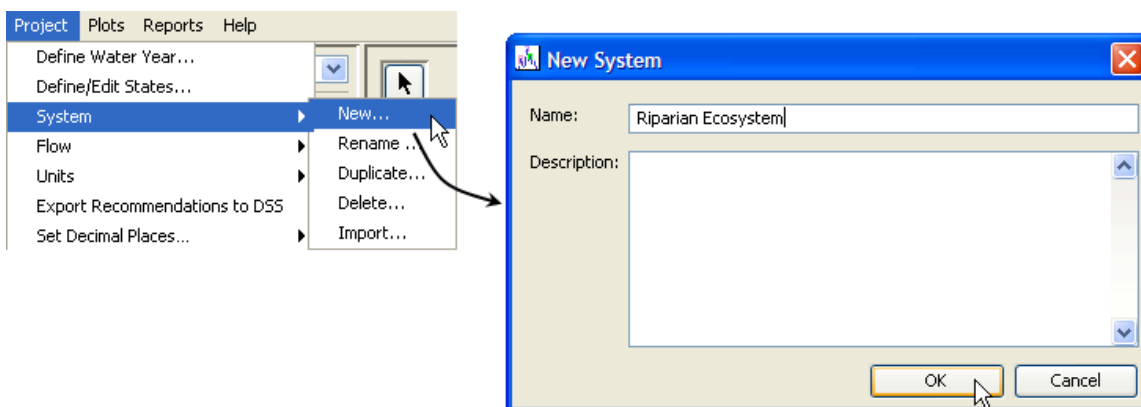 Project Plots Reports Help
Define Water Year...
Define/Edit States...
System
Flow
Units
Export Recommendations to DSS
Set Decimal Places...
New...
Rename ..
Duplicate...
Delete...
Import...
New System
Name: Riparian Ecosystem
Description:
OK Cancel